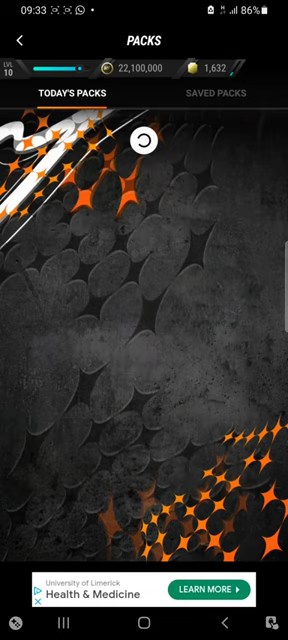 09:33
86%
PACKS
LVL
10
22,100,000
1,632
TODAY'S PACKS
SAVED PACKS
University of Limerick
Health & Medicine
LEARN MORE